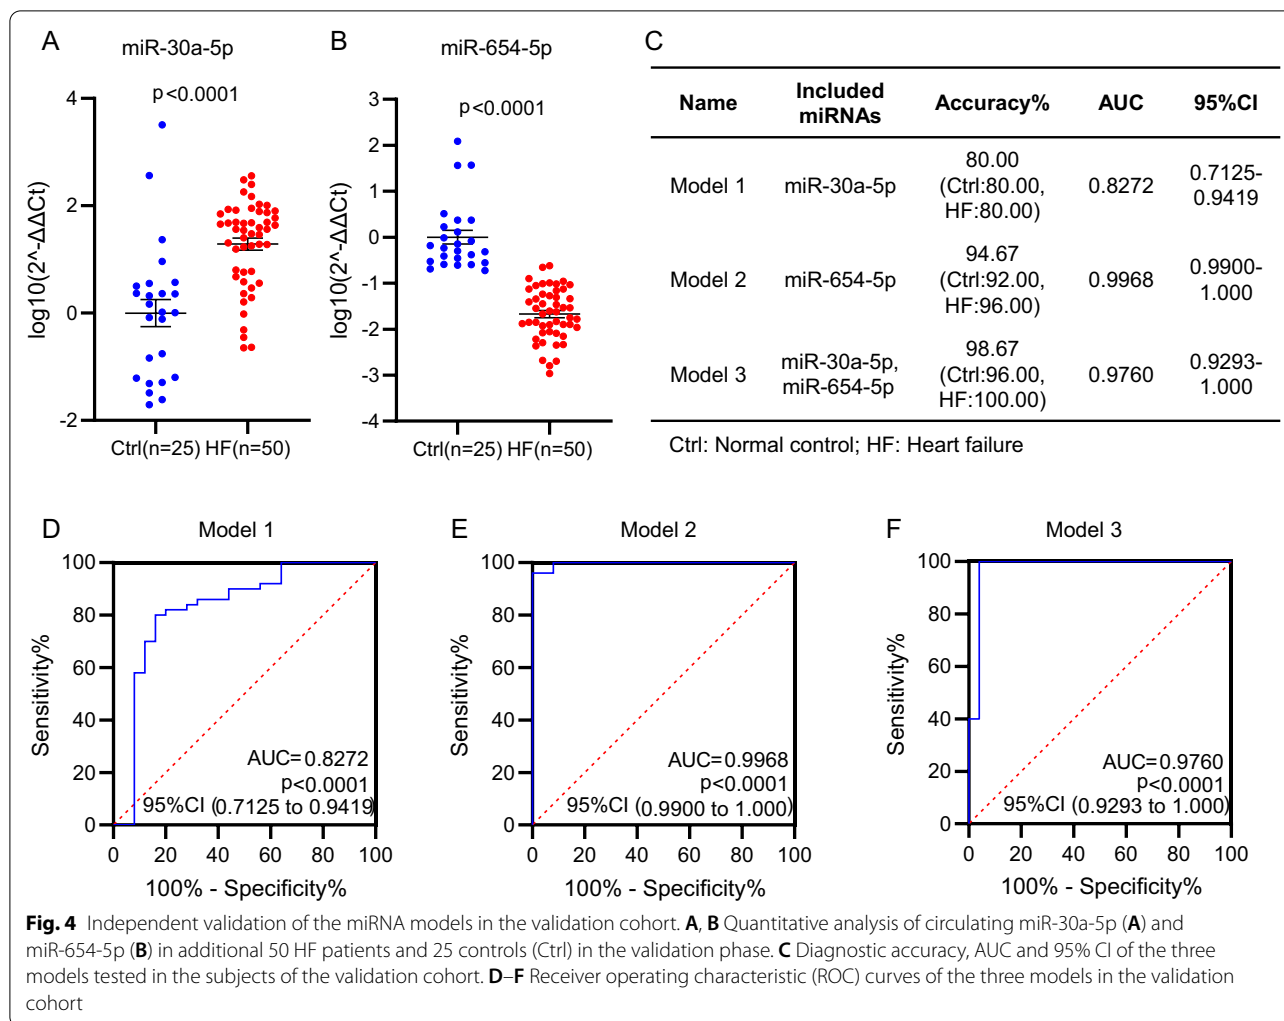 A
miR-30a-5p
p<0.0001
log10(2^-ΔΔCt)
4
2
0
-2
Ctrl(n=25) HF(n=50)
B
miR-654-5p
p<0.0001
log10(2^-ΔΔCt)
3
2
1
0
-1
-2
-3
-4
Ctrl(n=25) HF(n=50)
C
Name Included miRNAs Accuracy% AUC 95%CI
Model 1 miR-30a-5p 80.00 (Ctrl:80.00, HF:80.00) 0.8272 0.7125-0.9419
Model 2 miR-654-5p 94.67 (Ctrl:92.00, HF:96.00) 0.9968 0.9900-1.000
Model 3 miR-30a-5p, miR-654-5p 98.67 (Ctrl:96.00, HF:100.00) 0.9760 0.9293-1.000
Ctrl: Normal control; HF: Heart failure
D
Model 1
Sensitivity%
100
80
60
40
20
0
AUC=0.8272
p<0.0001
95%CI (0.7125 to 0.9419)
0 20 40 60 80 100
100% - Specificity%
E
Model 2
Sensitivity%
100
80
60
40
20
0
AUC=0.9968
p<0.0001
95%CI (0.9900 to 1.000)
0 20 40 60 80 100
100% - Specificity%
F
Model 3
Sensitivity%
100
80
60
40
20
0
AUC=0.9760
p<0.0001
95%CI (0.9293 to 1.000)
0 20 40 60 80 100
100% - Specificity%
Fig. 4 Independent validation of the miRNA models in the validation cohort. A, B Quantitative analysis of circulating miR-30a-5p (A) and
miR-654-5p (B) in additional 50 HF patients and 25 controls (Ctrl) in the validation phase. C Diagnostic accuracy, AUC and 95% CI of the three
models tested in the subjects of the validation cohort. D–F Receiver operating characteristic (ROC) curves of the three models in the validation
cohort